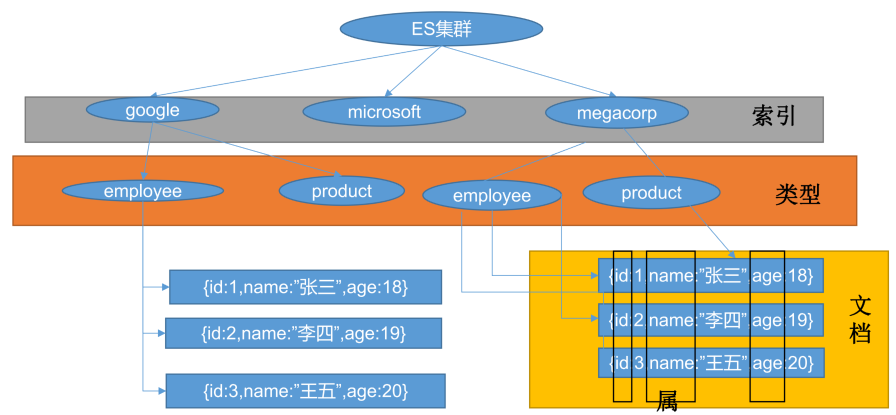 ES集群
google
microsoft
megacorp
索引
employee
product
employee
product
类型
{id:1,name:”张三”,age:18}
{id:2,name:”李四”,age:19}
{id:3,name:”王五”,age:20}
{id:1,name:”张三”,age:18}
{id:2,name:”李四”,age:19}
{id:3,name:”王五”,age:20}
文档
属